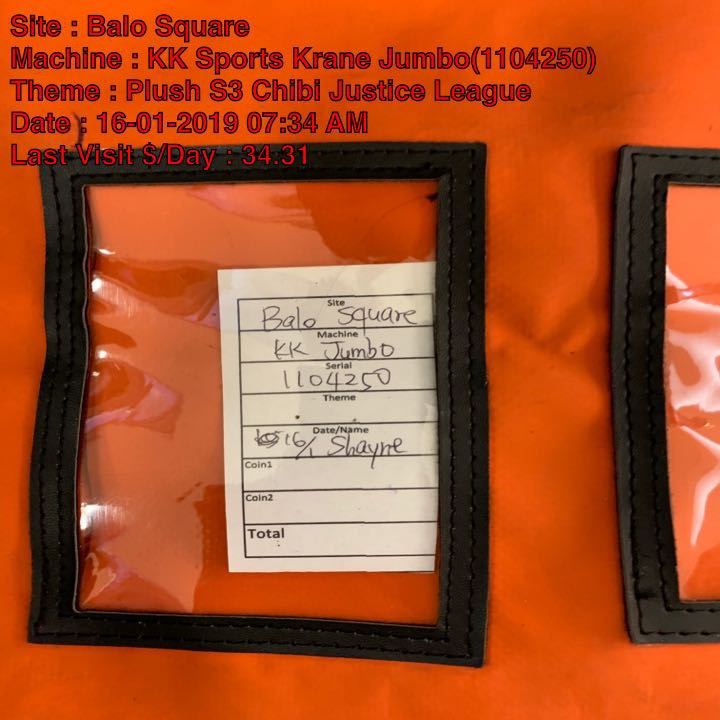 Site : Balo Square
Machine : KK Sports Krane Jumbo(1104250)
Theme : Plush S3 Chibi Justice League
Date : 16-01-2019 07:34 AM
Last Visit $/Day : 34.31
Site
Balo Square
Machine
KK Jumbo
Serial
1104250
Theme
Date/Name
16/1 Shayne
Coin1
Coin2
Total